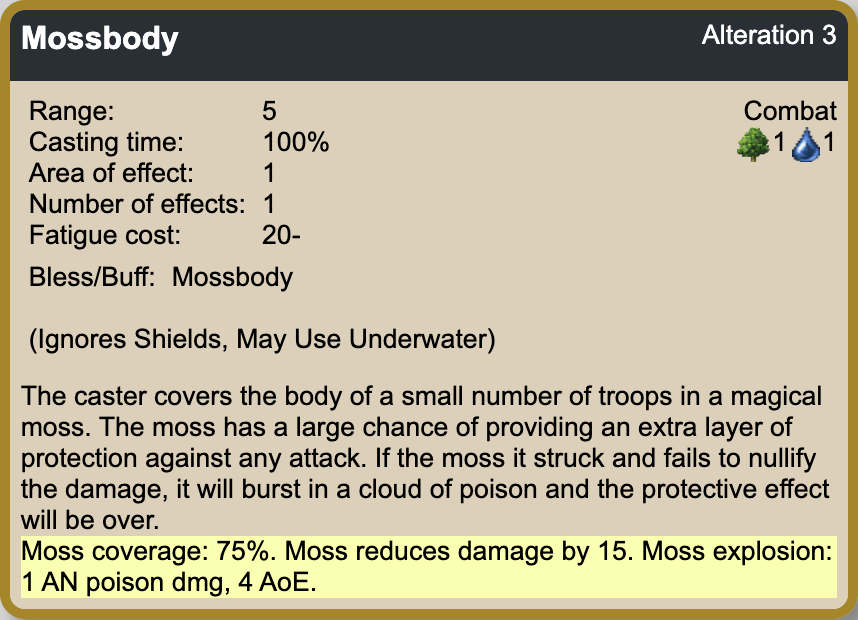 Mossbody
Alteration 3
Range: 5
Combat
Casting time: 100%
1 1
Area of effect: 1
Number of effects: 1
Fatigue cost: 20-
Bless/Buff: Mossbody
(Ignores Shields, May Use Underwater)
The caster covers the body of a small number of troops in a magical
moss. The moss has a large chance of providing an extra layer of
protection against any attack. If the moss it struck and fails to nullify
the damage, it will burst in a cloud of poison and the protective effect
will be over.
Moss coverage: 75%. Moss reduces damage by 15. Moss explosion:
1 AN poison dmg, 4 AoE.